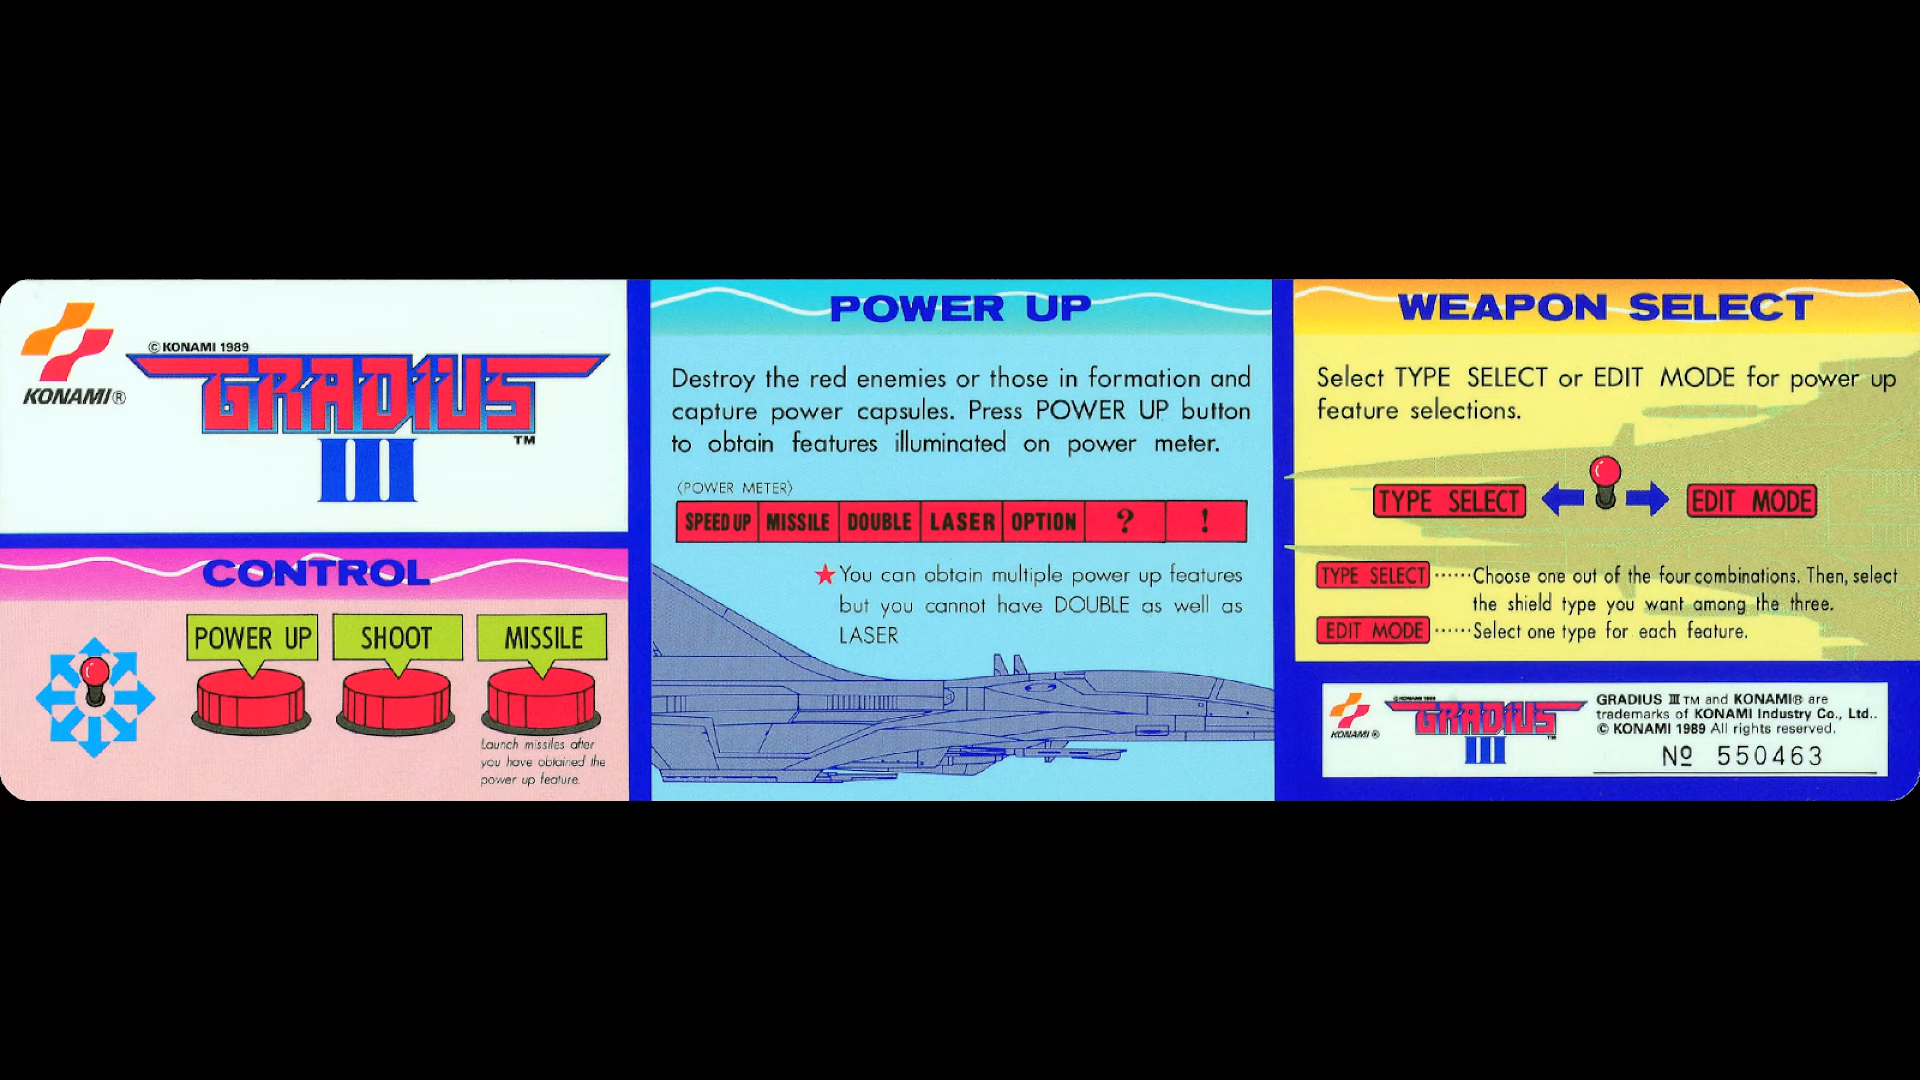 KONAMI®
© KONAMI 1989
GRADIUS
TM
III
CONTROL
POWER UP
SHOOT
MISSILE
Launch missiles after
you have obtained the
power up feature.
POWER UP
Destroy the red enemies or those in formation and
capture power capsules. Press POWER UP button
to obtain features illuminated on power meter.
〈POWER METER〉
SPEED UP MISSILE DOUBLE LASER OPTION ? !
★ You can obtain multiple power up features
but you cannot have DOUBLE as well as
LASER
WEAPON SELECT
Select TYPE SELECT or EDIT MODE for power up
feature selections.
TYPE SELECT EDIT MODE
TYPE SELECT ······ Choose one out of the four combinations. Then, select
the shield type you want among the three.
EDIT MODE ······ Select one type for each feature.
KONAMI®
© KONAMI 1989
GRADIUS
TM
III
GRADIUS III TM and KONAMI® are
trademarks of KONAMI Industry Co., Ltd..
© KONAMI 1989 All rights reserved.
Nº 550463